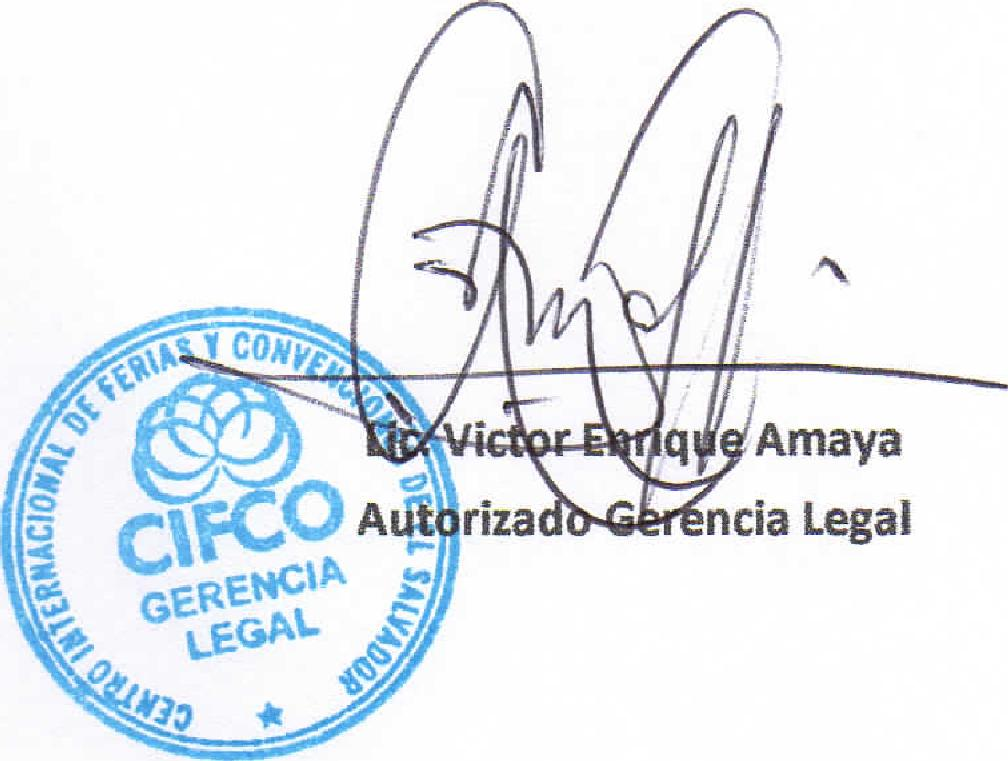 CENTRO INTERNACIONAL DE FERIAS Y CONVENCIONES DE EL SALVADOR
CIFCO
GERENCIA
LEGAL
Lic. Victor Enrique Amaya
Autorizado Gerencia Legal